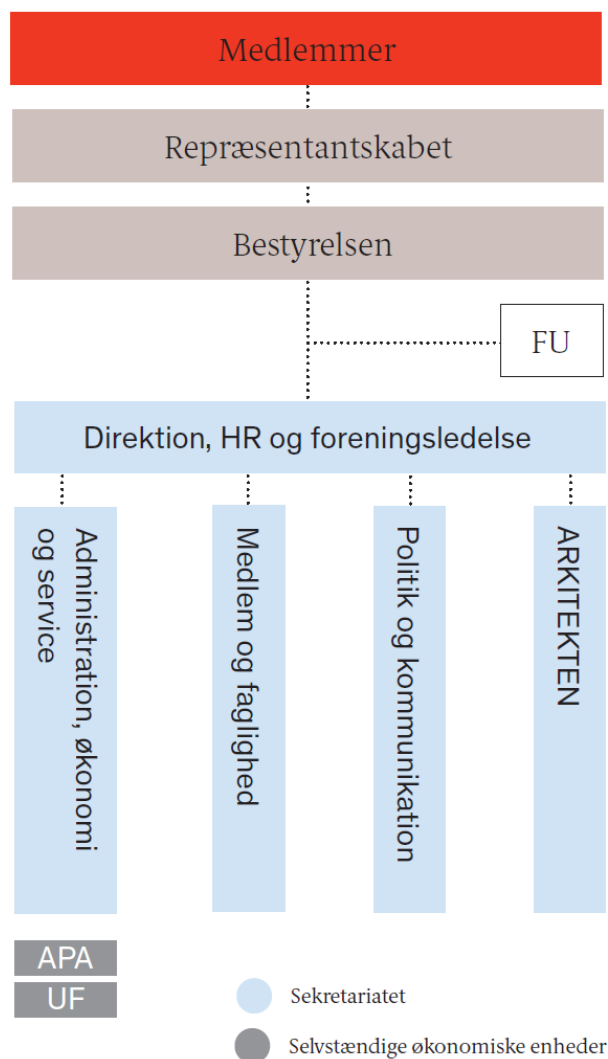 Medlemmer
Repræsentantskabet
Bestyrelsen
FU
Direktion, HR og foreningsledelse
Administration, økonomi
og service
Medlem og faglighed
Politik og kommunikation
ARKITEKTEN
APA
UF
Sekretariatet
Selvstændige økonomiske enheder